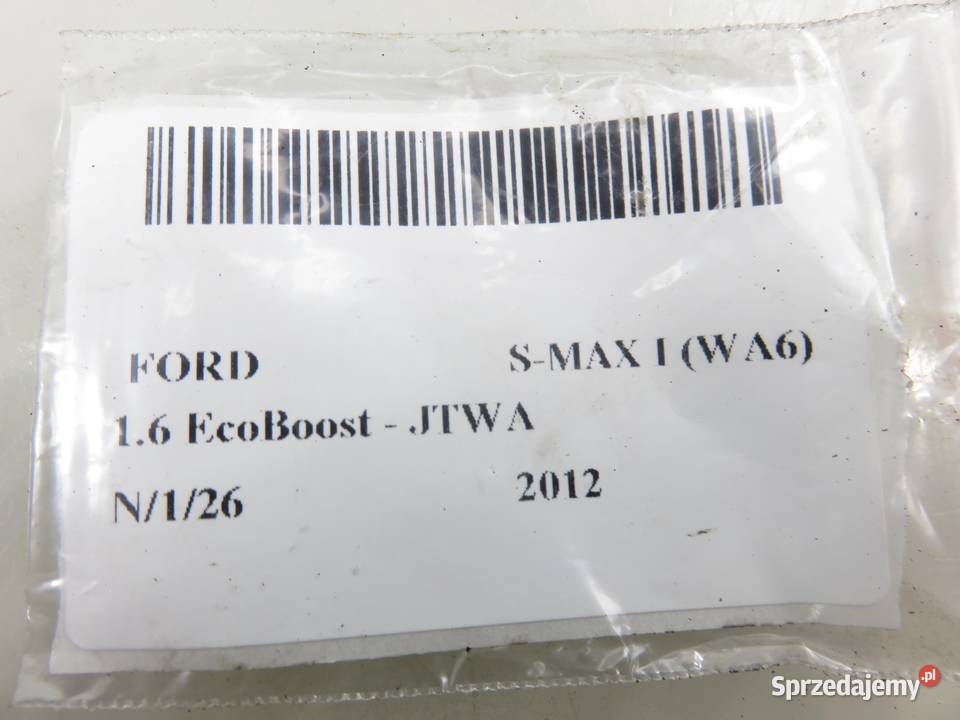 FORD S-MAX I (WA6)
1.6 EcoBoost - JTWA
N/1/26 2012
Sprzedajemy.pl